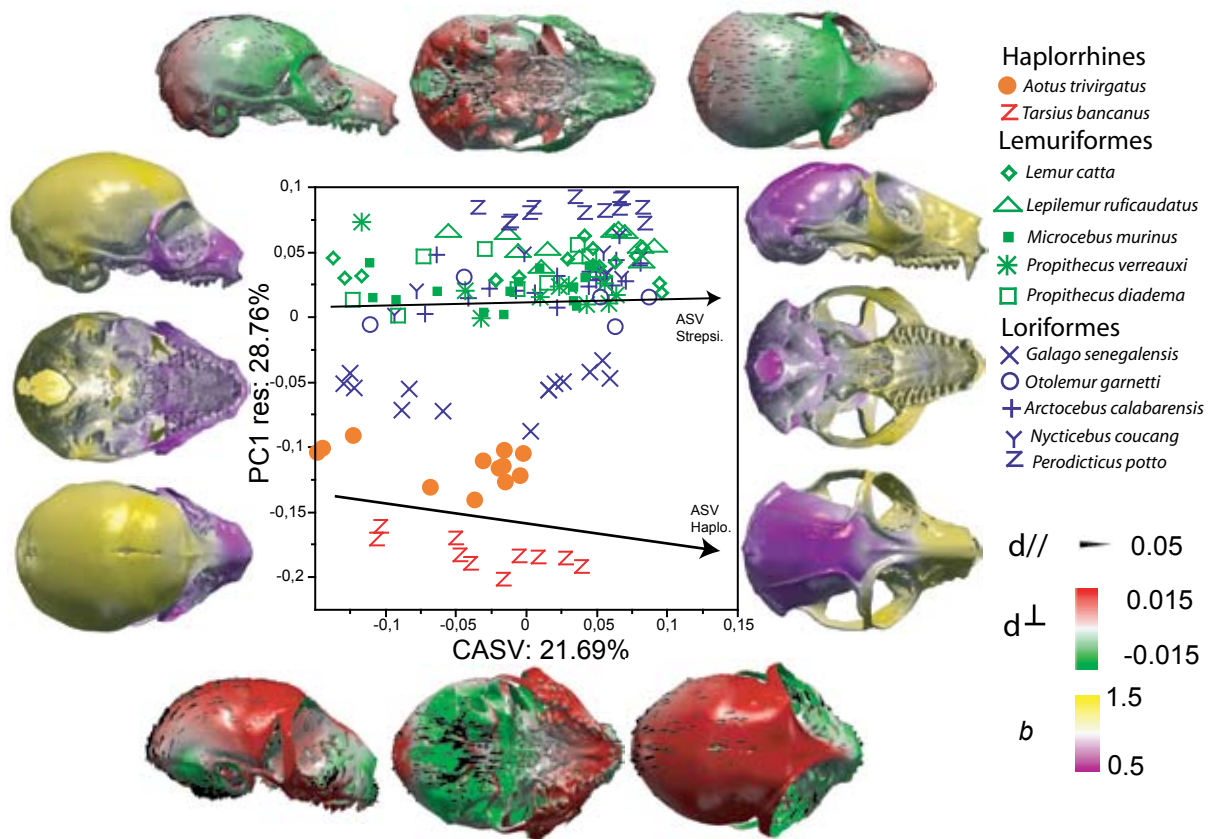 Haplorrhines
Aotus trivirgatus
Tarsius bancanus
Lemuriformes
Lemur catta
Lepilemur ruficaudatus
Microcebus murinus
Propithecus verreauxi
Propithecus diadema
Loriformes
Galago senegalensis
Otolemur garnetti
Arctocebus calabarensis
Nycticebus coucang
Perodicticus potto
d// 0.05
d⊥ 0.015
-0.015
b 1.5
0.5
PC1 res: 28.76%
0,1
0,05
0
-0,05
-0,1
-0,15
-0,2
ASV
Strepsi.
ASV
Haplo.
-0,1 -0,05 0 0,05 0,1 0,15
CASV: 21.69%